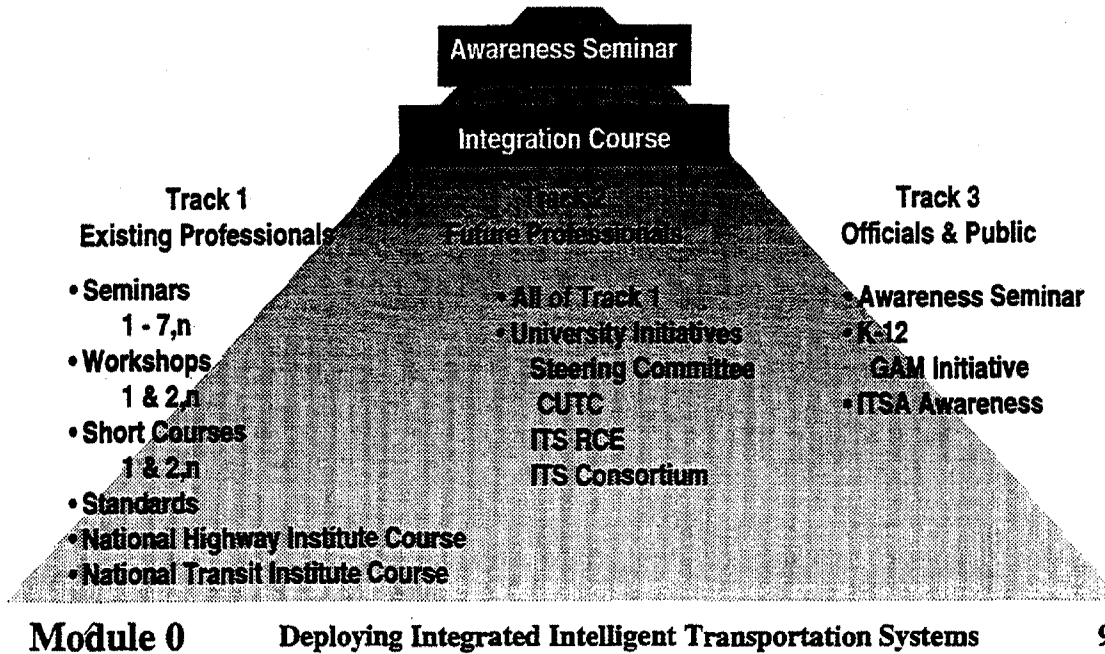 Awareness Seminar
Integration Course
Track 1
Existing Professionals
• Seminars
1 - 7,n
• Workshops
1 & 2,n
• Short Courses
1 & 2,n
• Standards
• National Highway Institute Course
• National Transit Institute Course
Track 2
Future Professionals
• All of Track 1
• University Initiatives
Steering Committee
CUTC
ITS RCE
ITS Consortium
Track 3
Officials & Public
• Awareness Seminar
• K-12
GAM Initiative
• ITSA Awareness
Module 0 Deploying Integrated Intelligent Transportation Systems 9